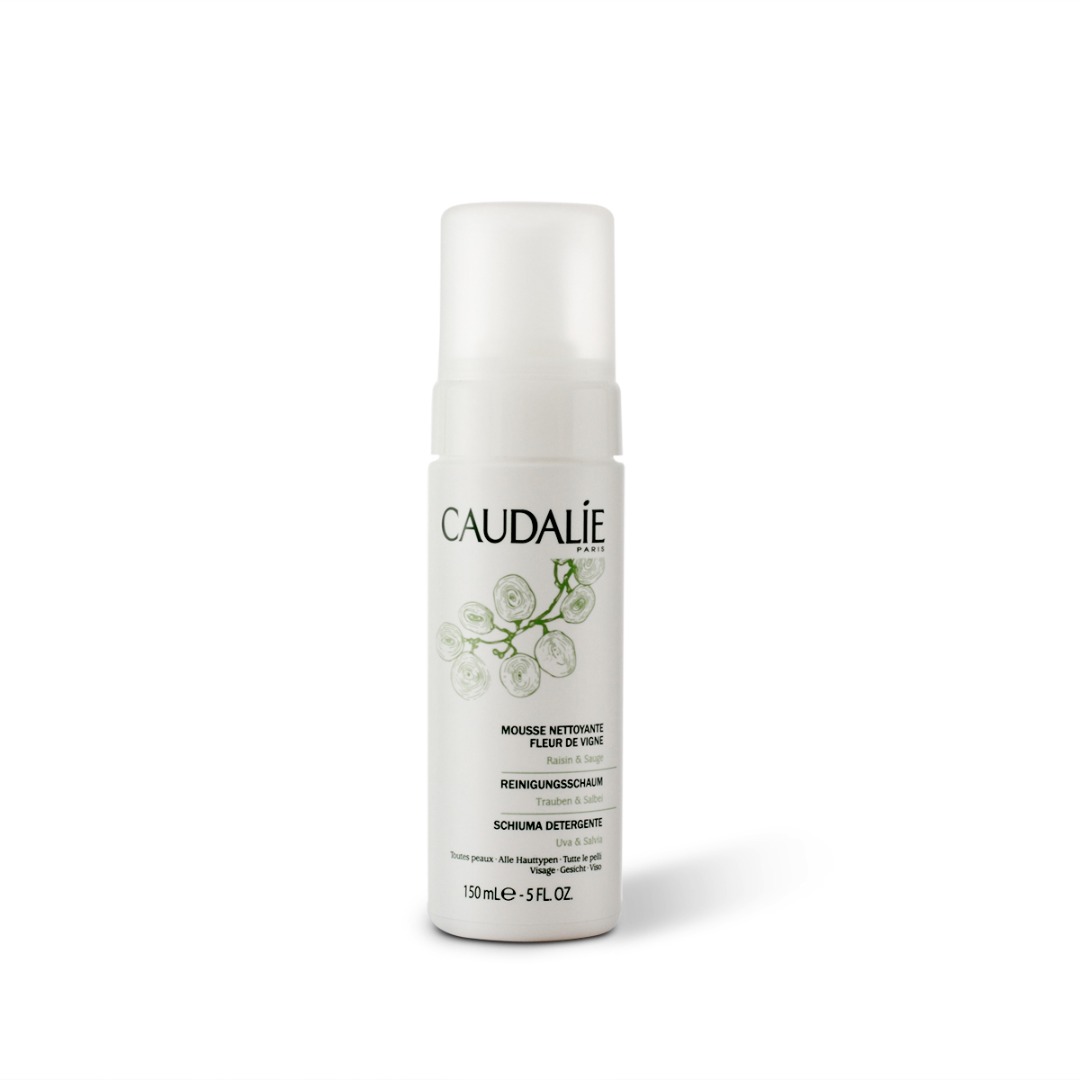 CAUDALÍE
PARIS
MOUSSE NETTOYANTE
FLEUR DE VIGNE
Raisin & Sauge
REINIGUNGSSCHAUM
Trauben & Salbei
SCHIUMA DETERGENTE
Uva & Salvia
Toutes peaux · Alle Hauttypen · Tutte le pelli
Visage · Gesicht · Viso
150 mL℮ - 5 FL. OZ.